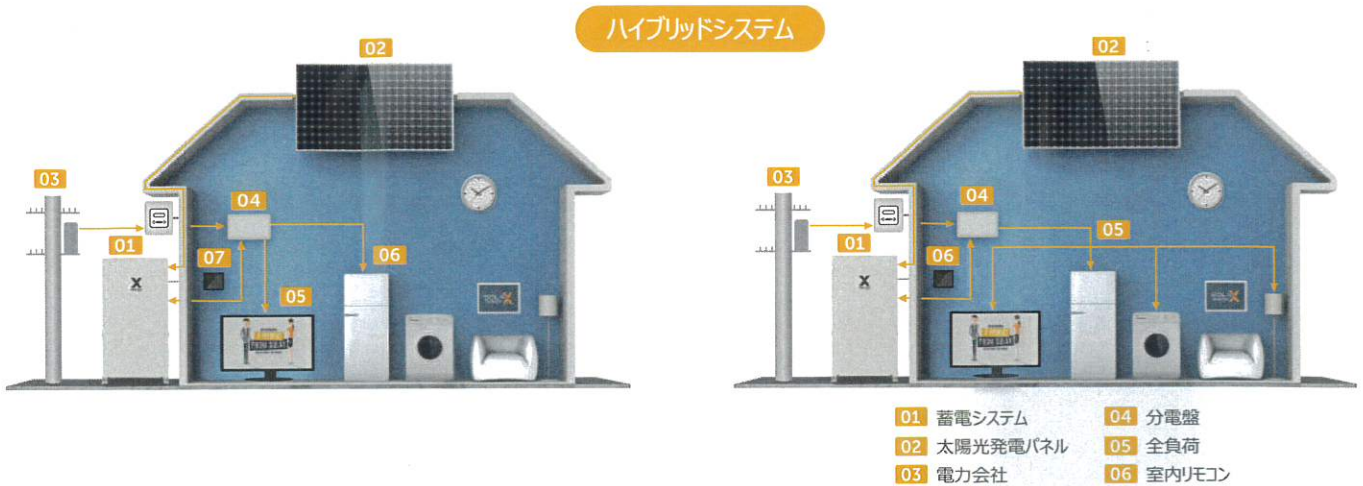 ハイブリッドシステム
02
03
04
01
07
06
05
X
02
03
04
01
05
06
X
01 蓄電システム
04 分電盤
02 太陽光発電パネル
05 全負荷
03 電力会社
06 室内リモコン